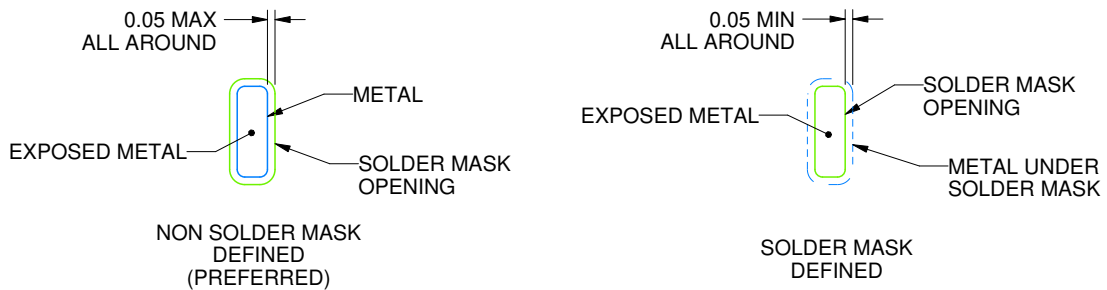 0.05 MAX
ALL AROUND
METAL
EXPOSED METAL
SOLDER MASK
OPENING
NON SOLDER MASK
DEFINED
(PREFERRED)
0.05 MIN
ALL AROUND
SOLDER MASK
OPENING
EXPOSED METAL
METAL UNDER
SOLDER MASK
SOLDER MASK
DEFINED